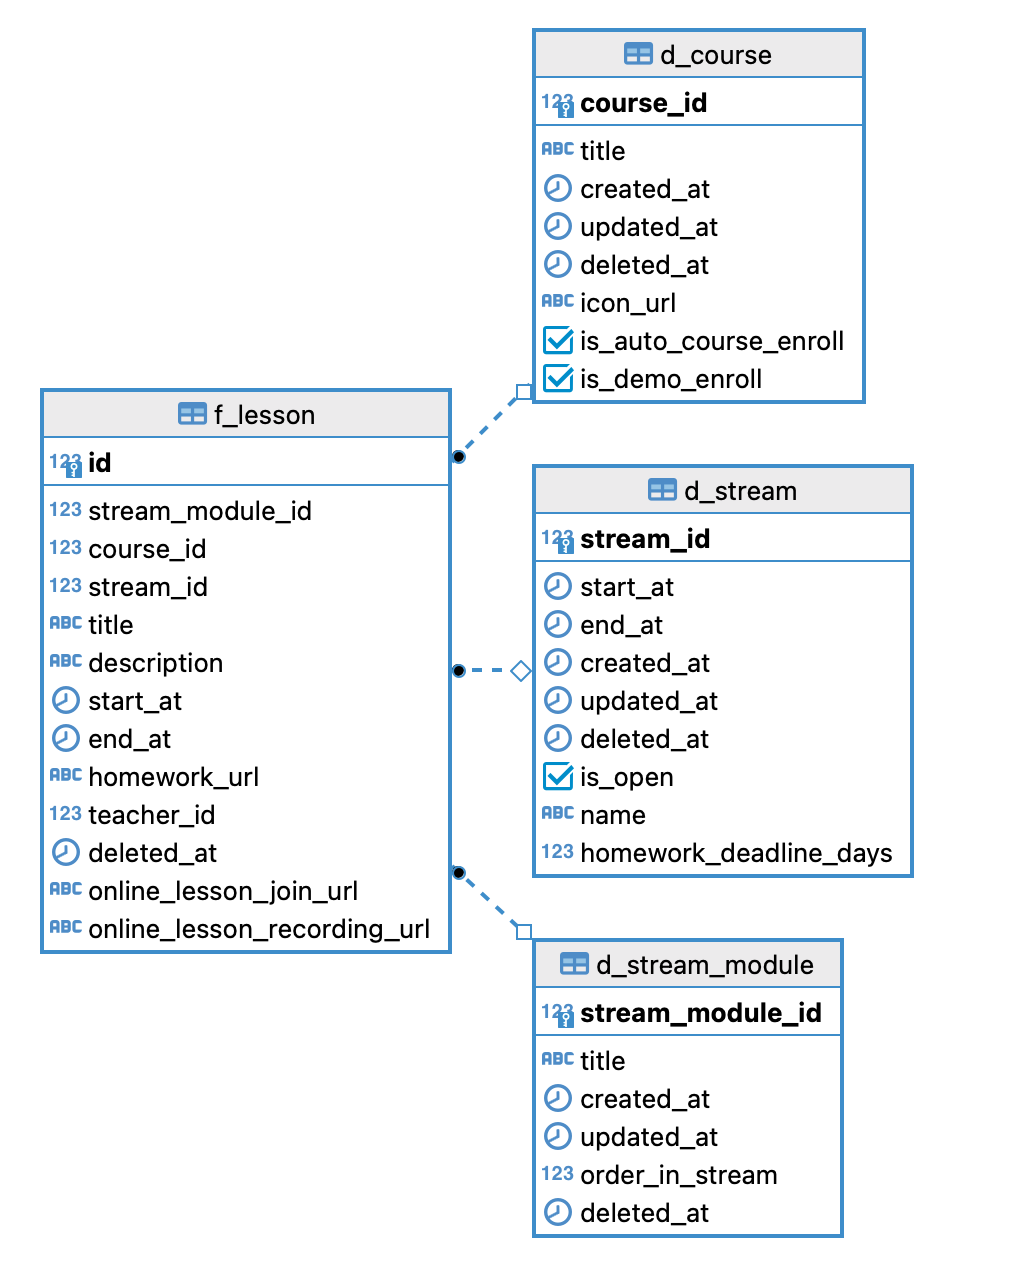 d_course
123 course_id
ABC title
created_at
updated_at
deleted_at
ABC icon_url
is_auto_course_enroll
is_demo_enroll
f_lesson
123 id
123 stream_module_id
123 course_id
123 stream_id
ABC title
ABC description
start_at
end_at
ABC homework_url
123 teacher_id
deleted_at
ABC online_lesson_join_url
ABC online_lesson_recording_url
d_stream
123 stream_id
start_at
end_at
created_at
updated_at
deleted_at
is_open
ABC name
123 homework_deadline_days
d_stream_module
123 stream_module_id
ABC title
created_at
updated_at
123 order_in_stream
deleted_at